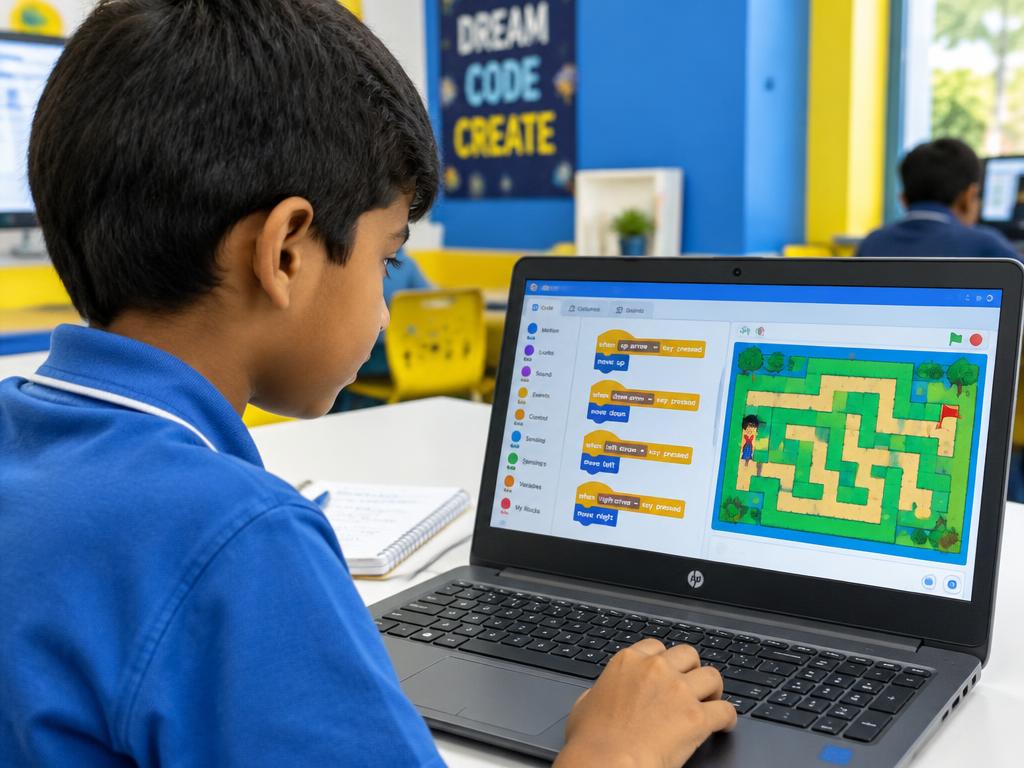 DREAM
CODE
CREATE
Code
Costumes
Sounds
Motion
Looks
Sound
Events
Control
Sensing
Variables
My Blocks
when up arrow key pressed
move up
when down arrow key pressed
move down
when left arrow key pressed
move left
when right arrow key pressed
move right
hp